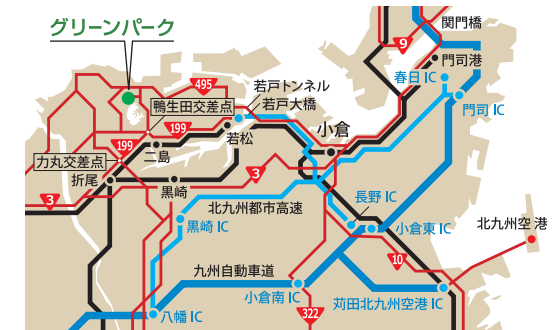 グリーンパーク
関門橋
9
門司港
春日 IC
門司 IC
495
若戸トンネル
若戸大橋
鴨生田交差点
199
小倉
若松
199
二島
力丸交差点
折尾
3
黒崎
3
長野 IC
北九州都市高速
黒崎 IC
小倉東 IC
北九州空港
10
九州自動車道
小倉南 IC
苅田北九州空港 IC
八幡 IC
322